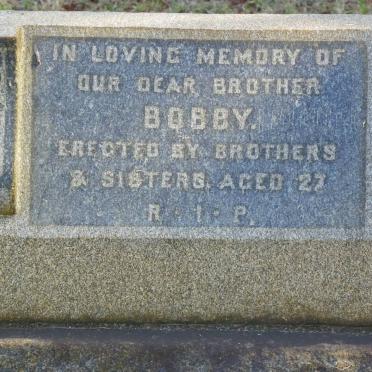 IN LOVING MEMORY OF
OUR DEAR BROTHER
BOBBY.
ERECTED BY BROTHERS
& SISTERS, AGED 27
R·I·P.